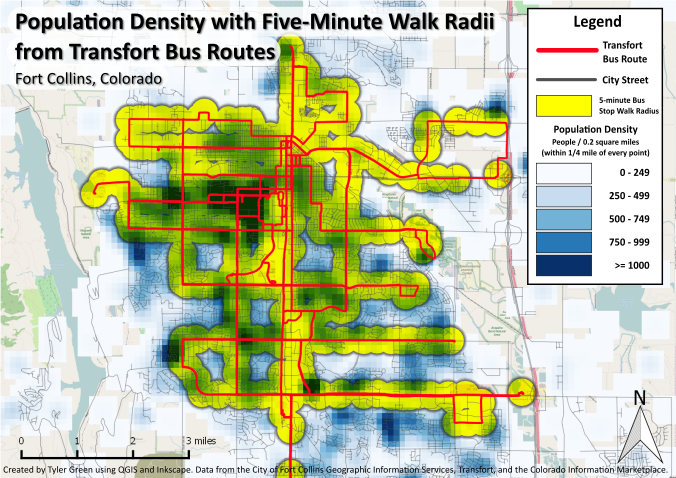 Population Density with Five-Minute Walk Radii
from Transfort Bus Routes
Fort Collins, Colorado
Legend
Transfort
Bus Route
City Street
5-minute Bus
Stop Walk Radius
Population Density
People / 0.2 square miles
(within 1/4 mile of every point)
0 - 249
250 - 499
500 - 749
750 - 999
>= 1000
N
0 1 2 3 miles
Created by Tyler Green using QGIS and Inkscape. Data from the City of Fort Collins Geographic Information Services, Transfort, and the Colorado Information Marketplace.